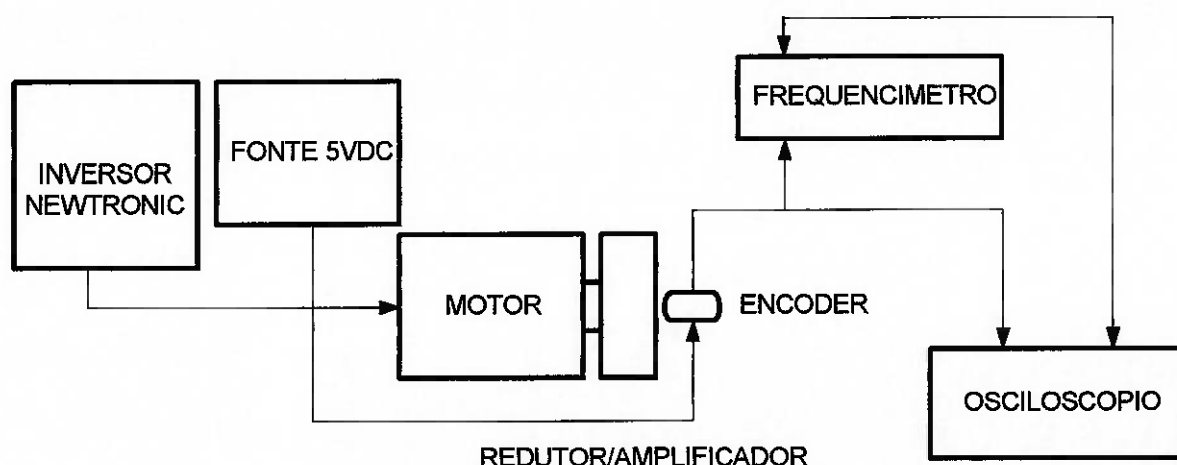 FREQUENCIMETRO
FONTE 5VDC
INVERSOR
NEWTRONIC
MOTOR
ENCODER
OSCILOSCOPIO
REDUTOR/AMPLIFICADOR